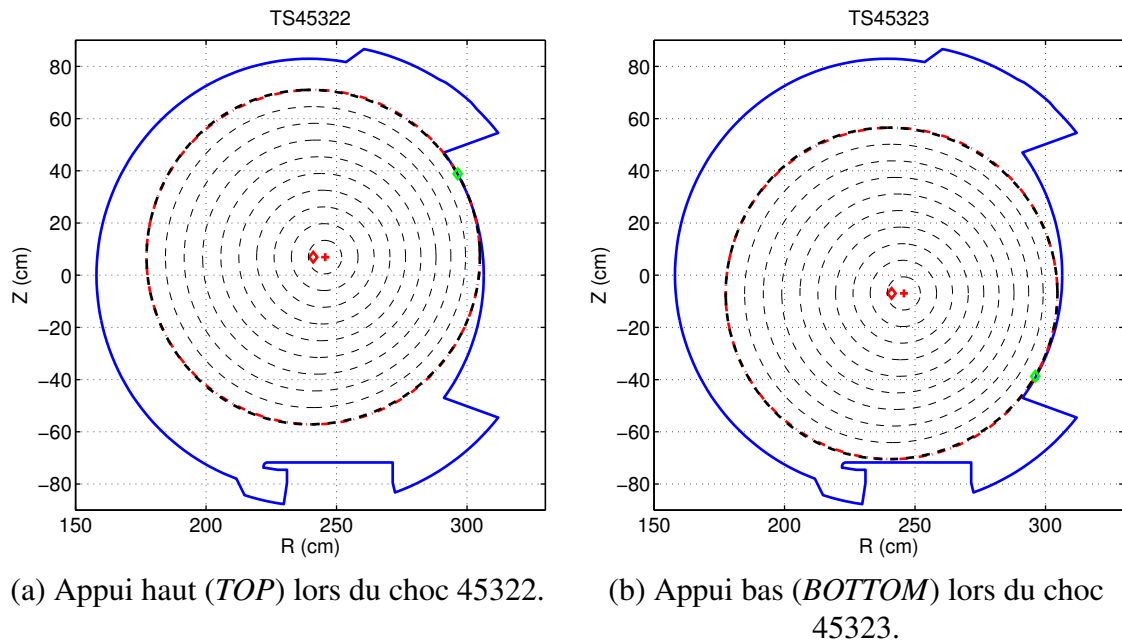 TS45322
80
60
40
20
0
−20
−40
−60
−80
Z (cm)
150 200 250 300
R (cm)
(a) Appui haut (TOP) lors du choc 45322.
TS45323
80
60
40
20
0
−20
−40
−60
−80
Z (cm)
150 200 250 300
R (cm)
(b) Appui bas (BOTTOM) lors du choc
45323.